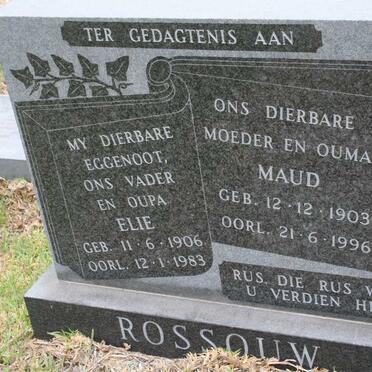 TER GEDAGTENIS AAN
MY DIERBARE
EGGENOOT,
ONS VADER
EN OUPA
ELIE
GEB. 11·6·1906
OORL. 12·1·1983
ONS DIERBARE
MOEDER EN OUMA
MAUD
GEB. 12·12·1903
OORL. 21·6·1996
RUS, DIE RUS
U VERDIEN
ROSSOUW